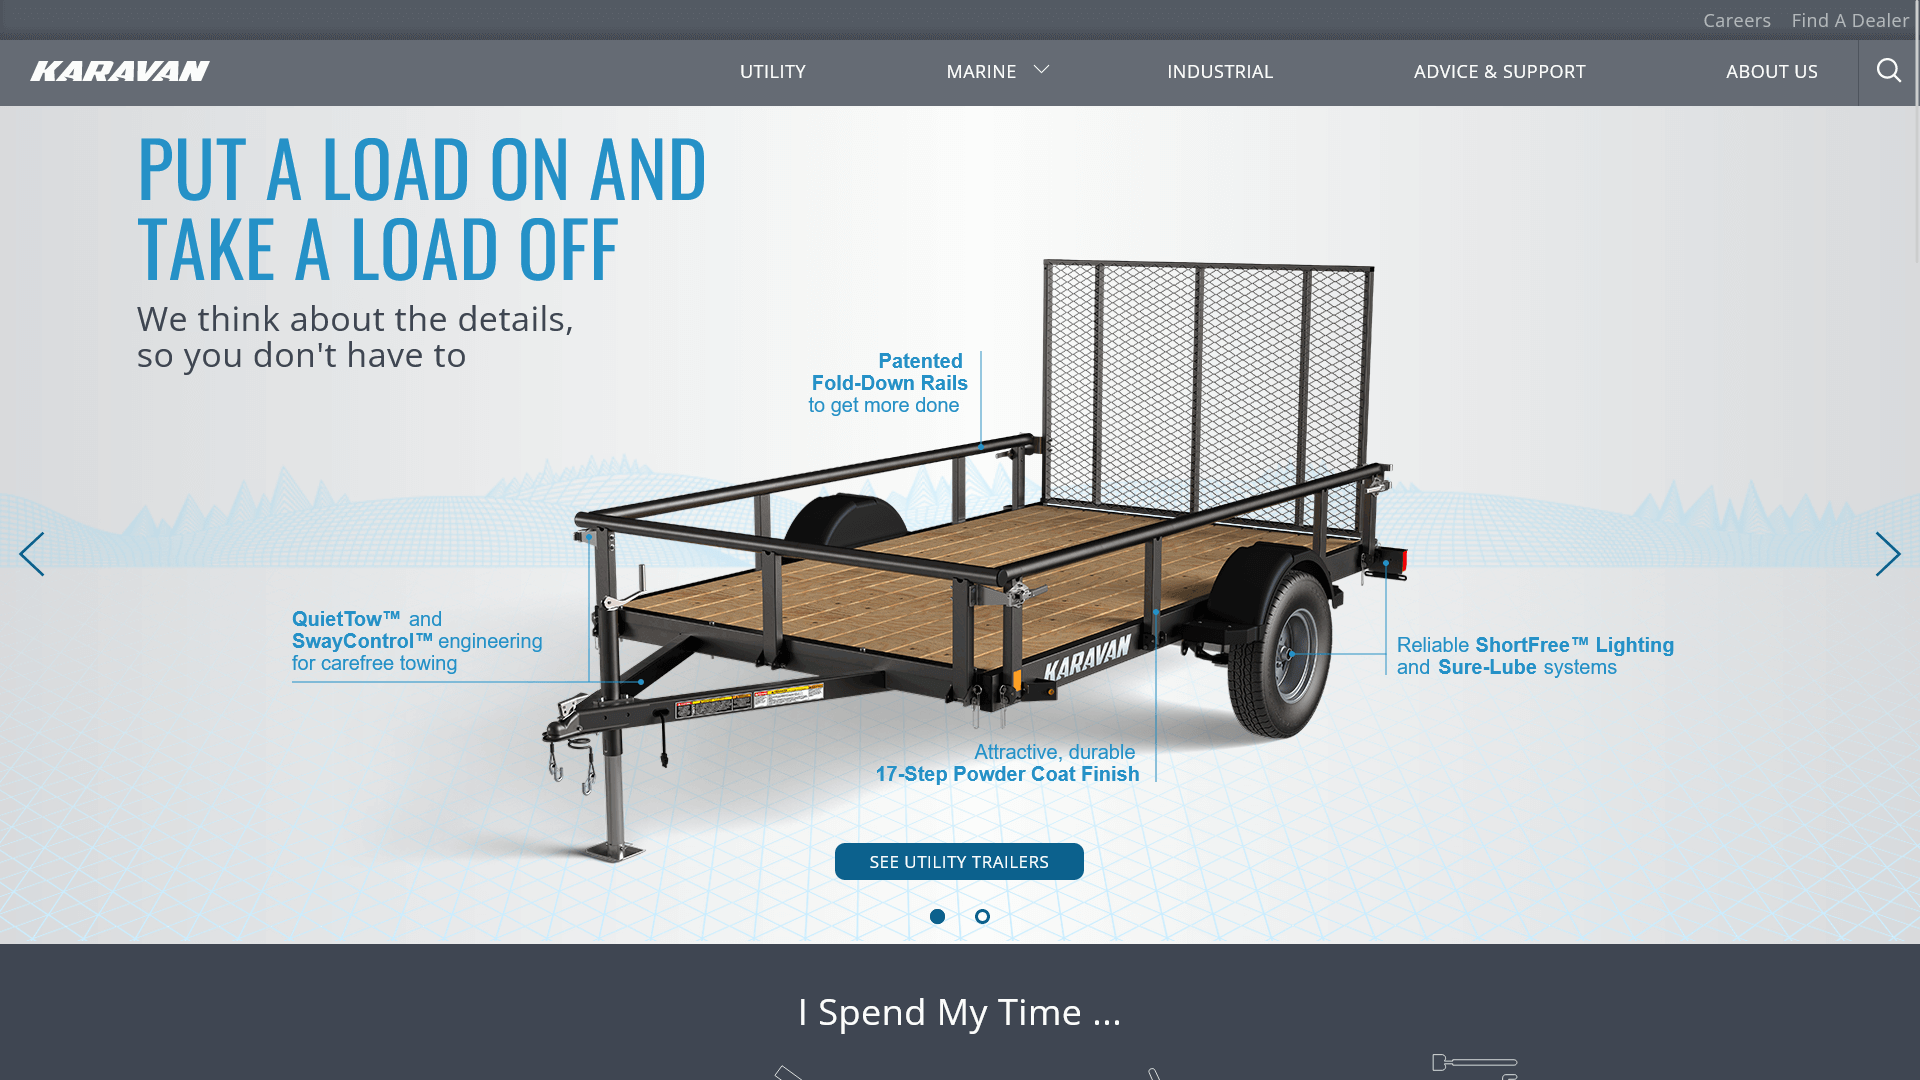 Careers Find A Dealer
KARAVAN
UTILITY MARINE INDUSTRIAL ADVICE & SUPPORT ABOUT US
PUT A LOAD ON AND
TAKE A LOAD OFF
We think about the details,
so you don't have to
Patented
Fold-Down Rails
to get more done
QuietTow™ and
SwayControl™ engineering
for carefree towing
KARAVAN
Reliable ShortFree™ Lighting
and Sure-Lube systems
Attractive, durable
17-Step Powder Coat Finish
SEE UTILITY TRAILERS
I Spend My Time ...